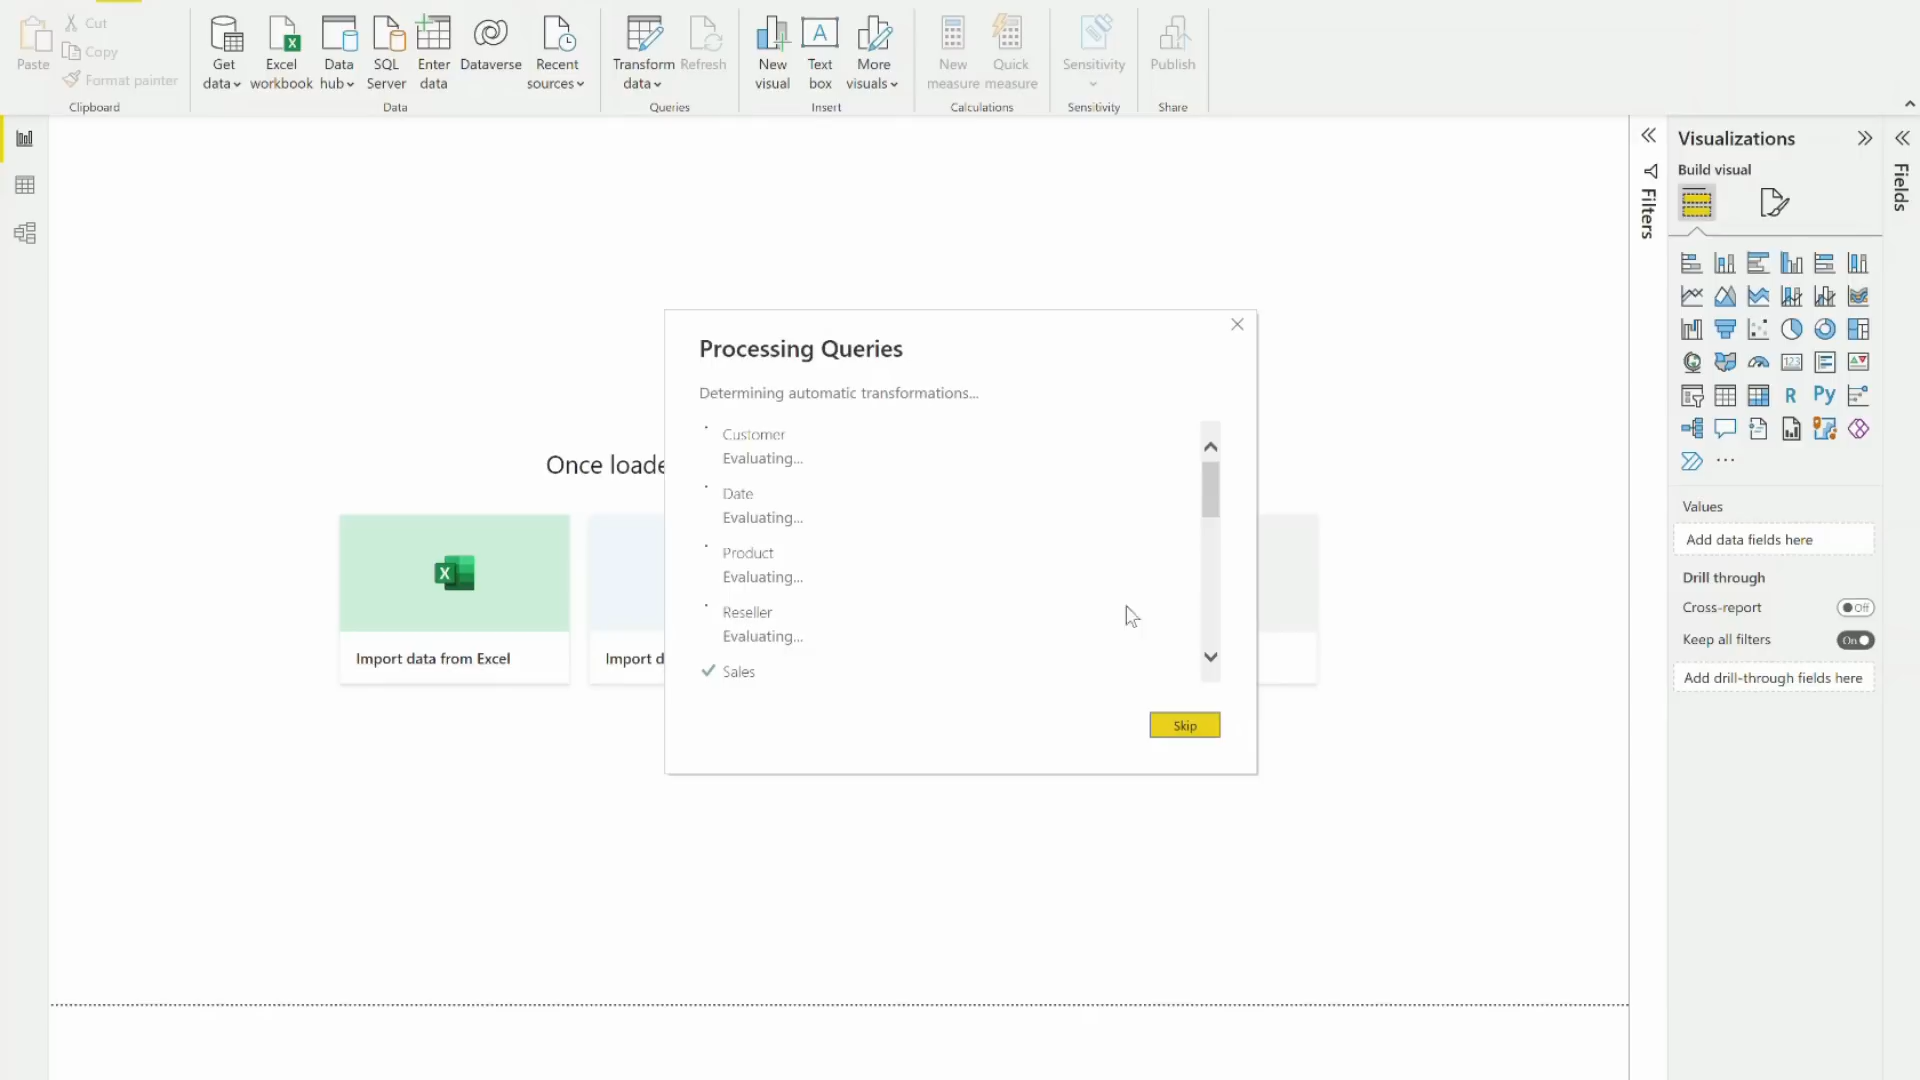 Paste
Cut
Copy
Format painter
Clipboard
Get data
Excel workbook
Data hub
SQL Server
Enter data
Dataverse
Recent sources
Data
Transform data
Refresh
Queries
New visual
Text box
More visuals
Insert
New measure
Quick measure
Calculations
Sensitivity
Sensitivity
Publish
Share
Filters
Visualizations
Build visual
Fields
123
R
Py
Values
Add data fields here
Drill through
Cross-report
Off
Keep all filters
On
Add drill-through fields here
Once loade
Import data from Excel
Import d
Processing Queries
Determining automatic transformations...
Customer
Evaluating...
Date
Evaluating...
Product
Evaluating...
Reseller
Evaluating...
Sales
Skip